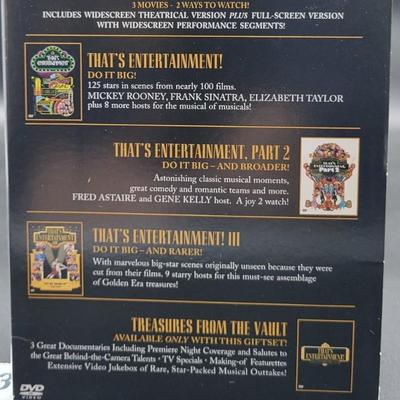 3 MOVIES - 2 WAYS TO WATCH!
INCLUDES WIDESCREEN THEATRICAL VERSION PLUS FULL-SCREEN VERSION
WITH WIDESCREEN PERFORMANCE SEGMENTS!
THAT'S ENTERTAINMENT!
DO IT BIG!
125 stars in scenes from nearly 100 films.
MICKEY ROONEY, FRANK SINATRA, ELIZABETH TAYLOR
plus 8 more hosts for the musical of musicals!
THAT'S ENTERTAINMENT, PART 2
DO IT BIG—AND BROADER!
Astonishing classic musical moments,
great comedy and romantic teams and more.
FRED ASTAIRE and GENE KELLY host. A joy 2 watch!
THAT'S ENTERTAINMENT! III
DO IT BIG—AND RARER!
With marvelous big-star scenes originally unseen because they were
cut from their films. 9 starry hosts for this must-see assemblage
of Golden Era treasures!
TREASURES FROM THE VAULT
AVAILABLE ONLY WITH THIS GIFTSET!
3 Great Documentaries Including Premiere Night Coverage and Salutes to
the Great Behind-the-Camera Talents · TV Specials · Making-of Featurettes
Extensive Video Jukebox of Rare, Star-Packed Musical Outtakes
DVD
VIDEO